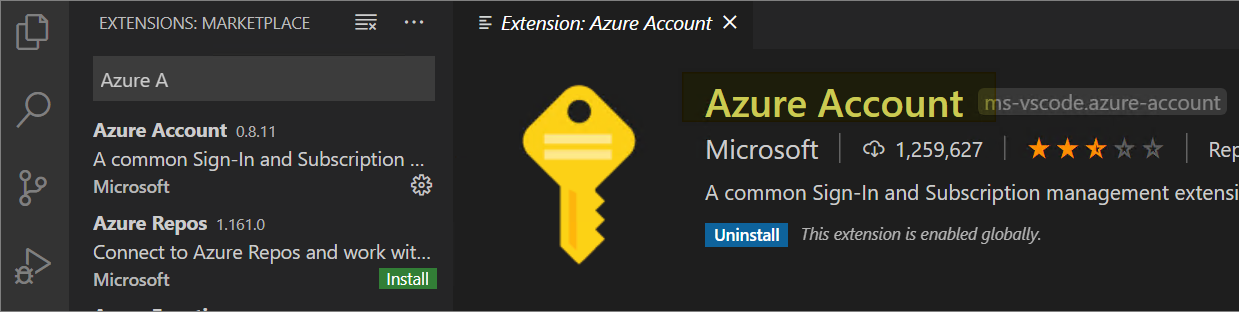 EXTENSIONS: MARKETPLACE
Azure A
Azure Account 0.8.11
A common Sign-In and Subscription ...
Microsoft
Azure Repos 1.161.0
Connect to Azure Repos and work wit...
Microsoft
Install
Extension: Azure Account
Azure Account ms-vscode.azure-account
Microsoft 1,259,627 Rep
A common Sign-In and Subscription management extensi
Uninstall This extension is enabled globally.